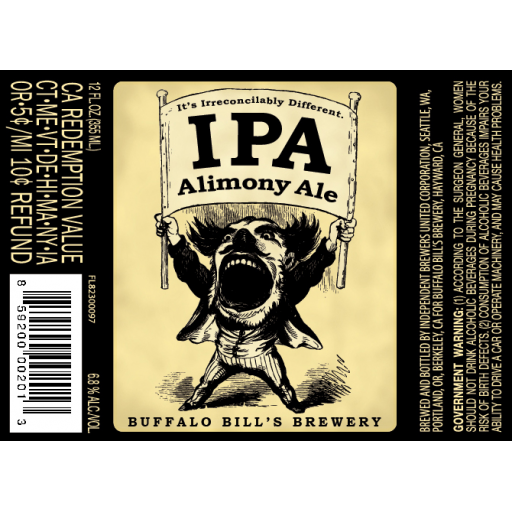 12 FL.OZ. (355 ML)
CA REDEMPTION VALUE
CT•ME•VT•DE•HI•MA•NY•IA
OR•5¢/MI 10¢ REFUND
FL82300097
6.8 % ALC./VOL.
8 59200 00201 3
It's Irreconcilably Different.
IPA
Alimony Ale
BUFFALO BILL'S BREWERY
BREWED AND BOTTLED BY INDEPENDENT BREWERS UNITED CORPORATION, SEATTLE, WA,
PORTLAND, OR, BERKELEY, CA FOR BUFFALO BILL'S BREWERY, HAYWARD, CA
GOVERNMENT WARNING: (1) ACCORDING TO THE SURGEON GENERAL, WOMEN
SHOULD NOT DRINK ALCOHOLIC BEVERAGES DURING PREGNANCY BECAUSE OF THE
RISK OF BIRTH DEFECTS. (2) CONSUMPTION OF ALCOHOLIC BEVERAGES IMPAIRS YOUR
ABILITY TO DRIVE A CAR OR OPERATE MACHINERY, AND MAY CAUSE HEALTH PROBLEMS.